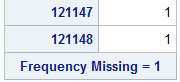 121147 1
121148 1
Frequency Missing = 1